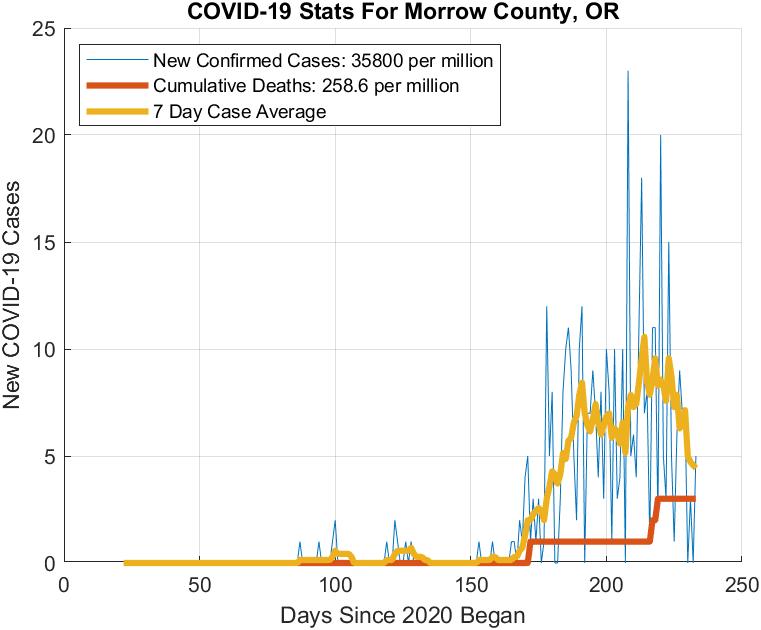 COVID-19 Stats For Morrow County, OR
New Confirmed Cases: 35800 per million
Cumulative Deaths: 258.6 per million
7 Day Case Average
New COVID-19 Cases
25
20
15
10
5
0
0 50 100 150 200 250
Days Since 2020 Began